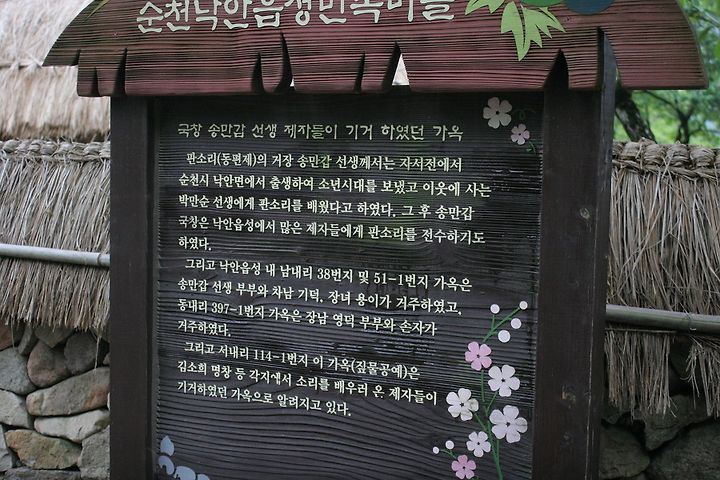 순천낙안읍성민속마을
국창 송만갑 선생 제자들이 기거 하였던 가옥
판소리(동편제)의 거장 송만갑 선생께서는 자서전에서
순천시 낙안면에서 출생하여 소년시대를 보냈고 이웃에 사는
박만순 선생에게 판소리를 배웠다고 하였다. 그 후 송만갑
국창은 낙안읍성에서 많은 제자들에게 판소리를 전수하기도
하였다.
그리고 낙안읍성 내 남내리 38번지 및 51-1번지 가옥은
송만갑 선생 부부와 차남 기덕, 장녀 용이가 거주하였고,
동내리 397-1번지 가옥은 장남 영덕 부부와 손자가
거주하였다.
그리고 서내리 114-1번지 이 가옥(짚물공예)은
김소희 명창 등 각지에서 소리를 배우러 온 제자들이
기거하였던 가옥으로 알려지고 있다.